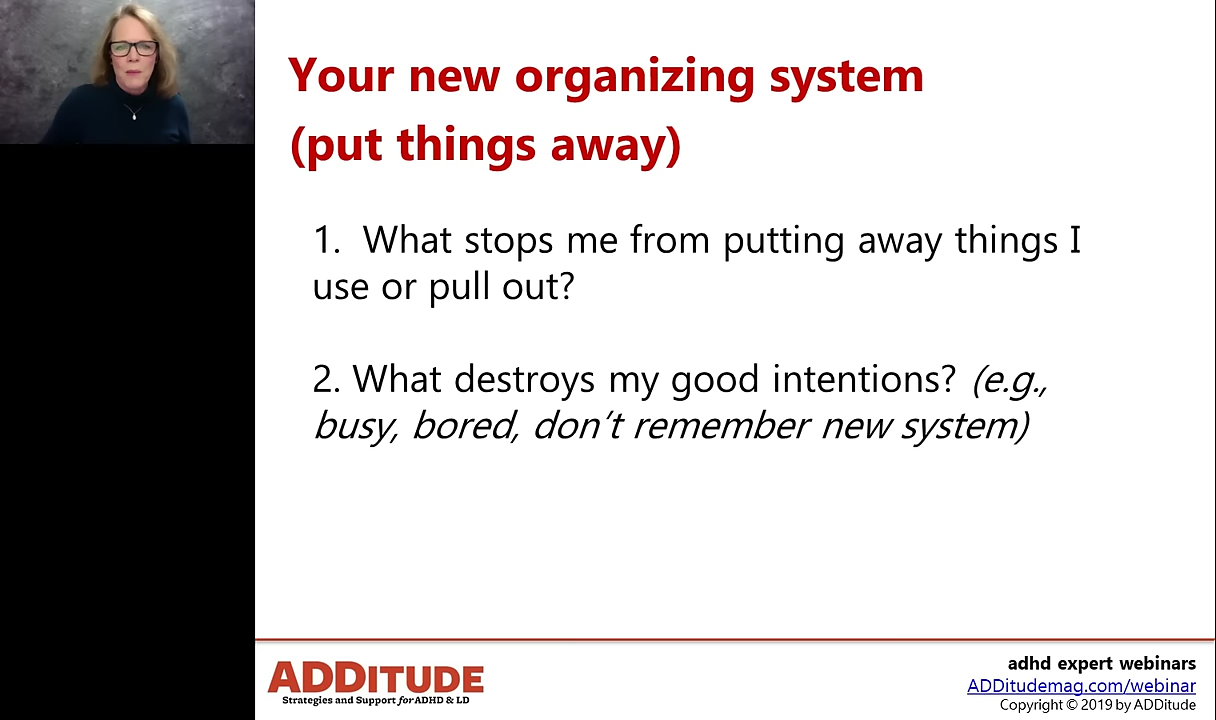 Your new organizing system
(put things away)
1. What stops me from putting away things I
use or pull out?
2. What destroys my good intentions? (e.g.,
busy, bored, don’t remember new system)
ADDITUDE
Strategies and Support for ADHD & LD
adhd expert webinars
ADDitudemag.com/webinar
Copyright © 2019 by ADDitude